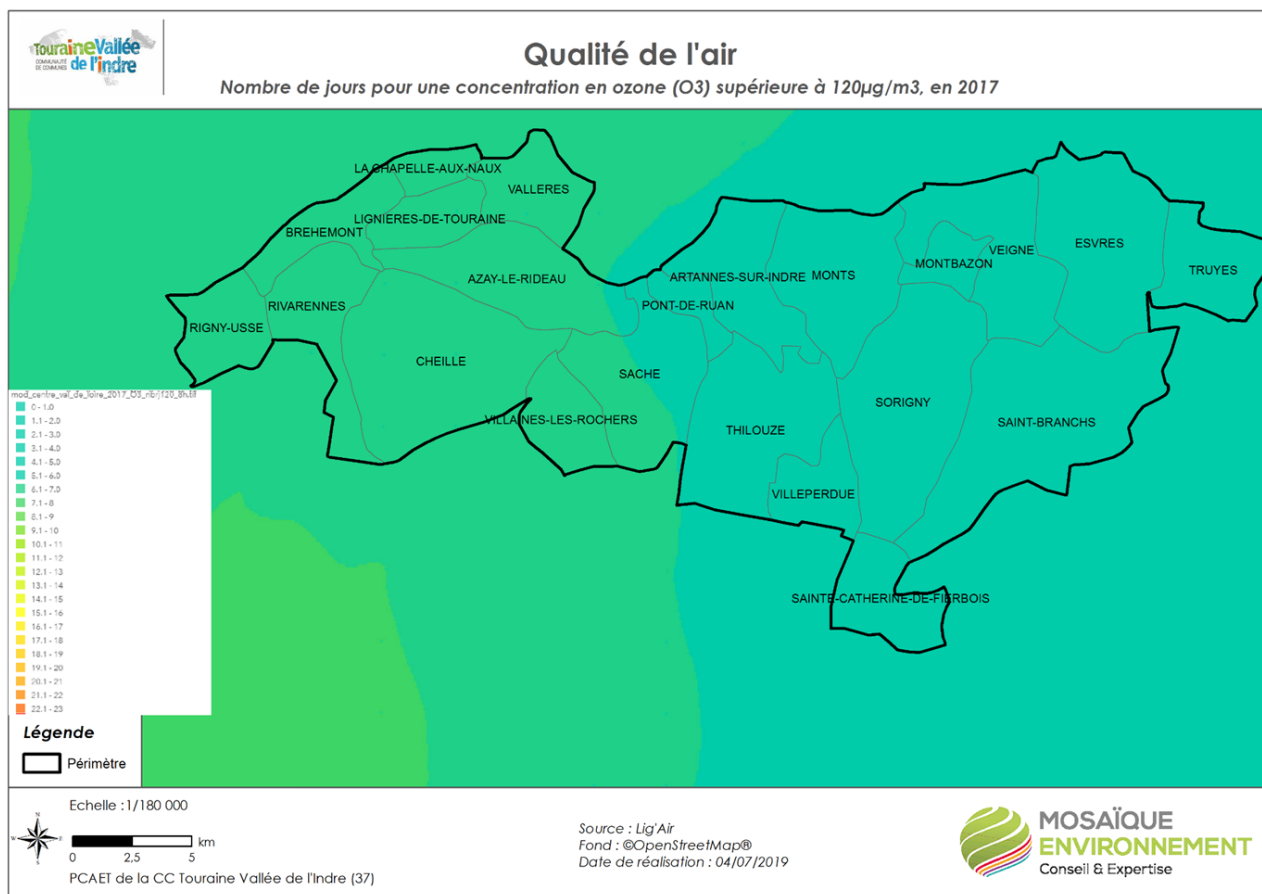 TouraineVallée
COMMUNAUTÉ
DE COMMUNES
de l'indre
Qualité de l'air
Nombre de jours pour une concentration en ozone (O3) supérieure à 120µg/m3, en 2017
LA CHAPELLE-AUX-NAUX
VALLERES
LIGNIERES-DE-TOURAINE
BREHEMONT
ESVRES
VEIGNE
MONTBAZON
TRUYES
AZAY-LE-RIDEAU
ARTANNES-SUR-INDRE
MONTS
RIVARENNES
PONT-DE-RUAN
RIGNY-USSE
CHEILLE
SACHE
SORIGNY
VILLAINES-LES-ROCHERS
SAINT-BRANCHS
THILOUZE
VILLEPERDUE
SAINTE-CATHERINE-DE-FIERBOIS
mod_centre_val_de_loire_2017_O3_nbrj120_8h.tif
0 - 1.0
1.1 - 2.0
2.1 - 3.0
3.1 - 4.0
4.1 - 5.0
5.1 - 6.0
6.1 - 7.0
7.1 - 8
8.1 - 9
9.1 - 10
10.1 - 11
11.1 - 12
12.1 - 13
13.1 - 14
14.1 - 15
15.1 - 16
16.1 - 17
17.1 - 18
18.1 - 19
19.1 - 20
20.1 - 21
21.1 - 22
22.1 - 23
Légende
Périmètre
Echelle :1/180 000
N
W
E
S
km
0 2,5 5
PCAET de la CC Touraine Vallée de l'Indre (37)
Source : Lig'Air
Fond : ©OpenStreetMap®
Date de réalisation : 04/07/2019
MOSAÏQUE
ENVIRONNEMENT
Conseil & Expertise